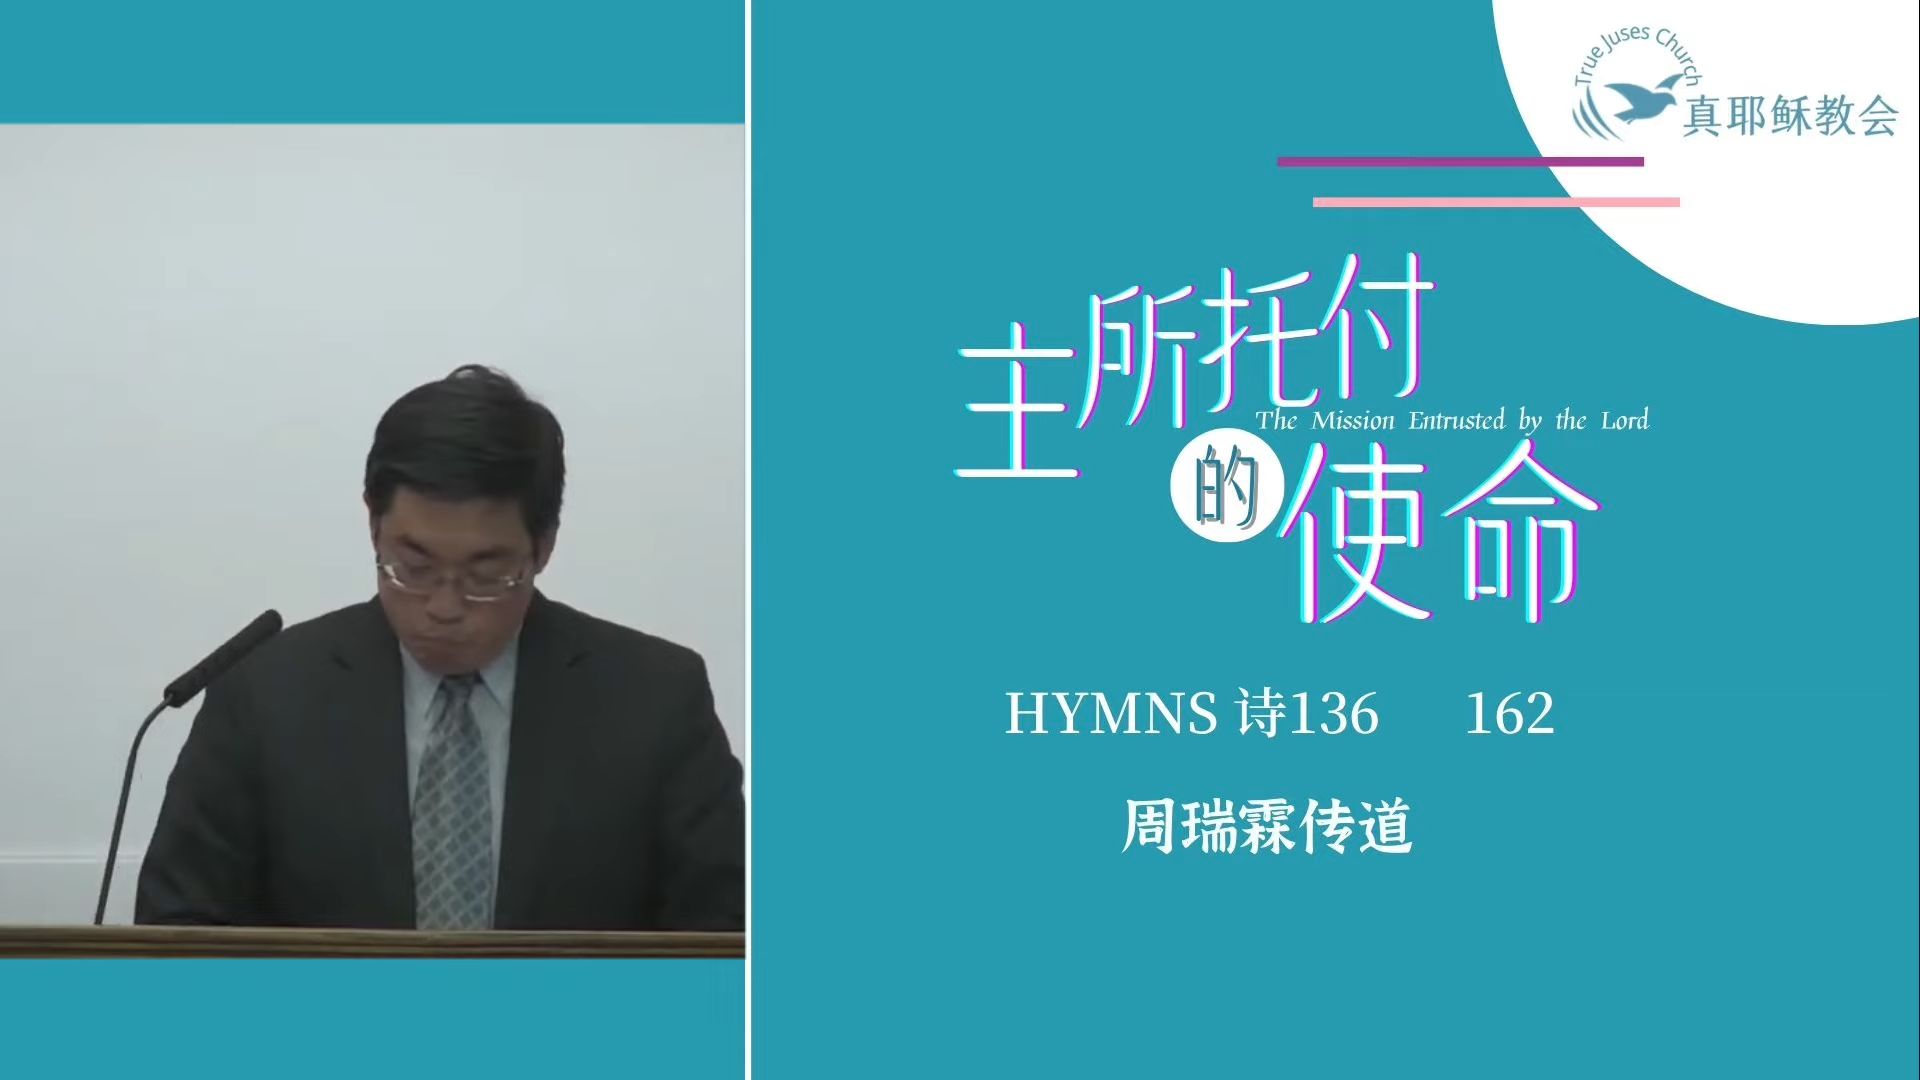 True Juses Church
真耶稣教会
主所托付
The Mission Entrusted by the Lord
的使命
HYMNS 诗136 162
周瑞霖传道